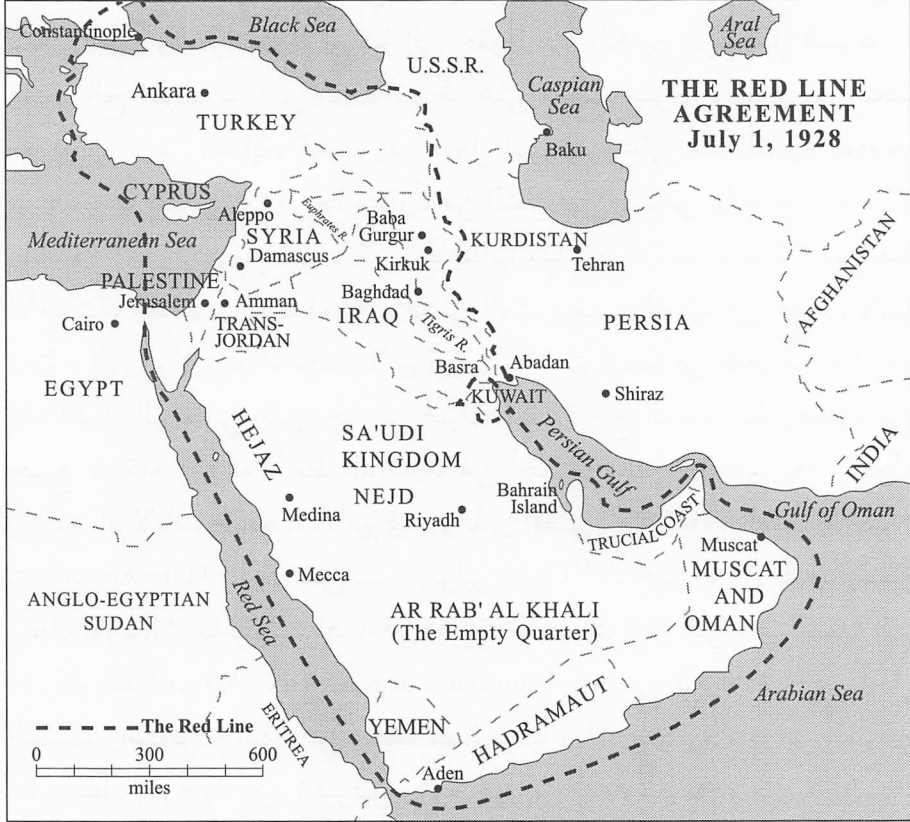 Constantinople
Black Sea
Aral
Sea
U.S.S.R.
Caspian
Sea
THE RED LINE
AGREEMENT
July 1, 1928
Ankara
TURKEY
Baku
CYPRUS
Aleppo
Euphrates R.
Baba
Gurgur
SYRIA
KURDISTAN
Mediterranean Sea
Damascus
Kirkuk
Tehran
AFGHANISTAN
PALESTINE
Jerusalem
Amman
Baghdad
IRAQ
Cairo
TRANS-
JORDAN
Tigris R.
PERSIA
Basra
Abadan
EGYPT
KUWAIT
Shiraz
HEJAZ
SA'UDI
KINGDOM
Persian Gulf
INDIA
NEJD
Medina
Riyadh
Bahrain
Island
Gulf of Oman
TRUCIAL COAST
Muscat
Mecca
MUSCAT
AND
OMAN
ANGLO-EGYPTIAN
SUDAN
Red Sea
AR RAB' AL KHALI
(The Empty Quarter)
Arabian Sea
The Red Line
ERITREA
YEMEN
HADRAMAUT
0 300 600
miles
Aden